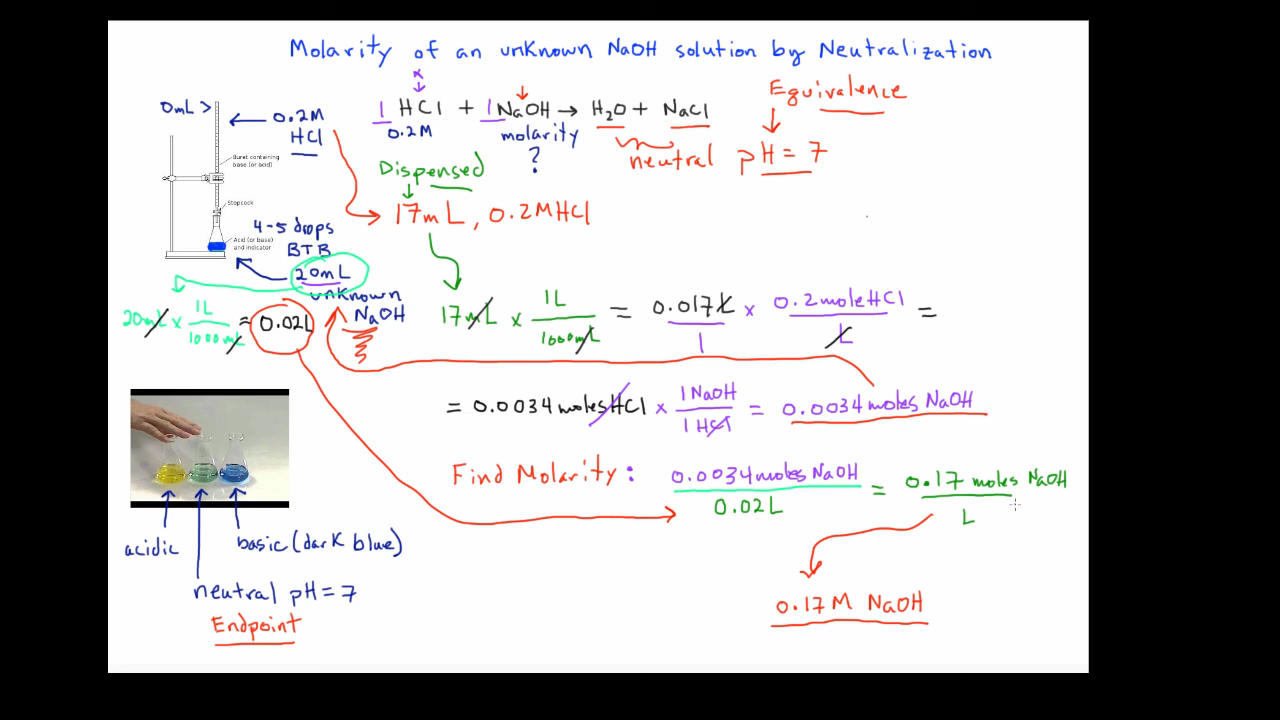 Molarity of an unknown NaOH solution by Neutralization
0mL >
← 0.2M
HCl
1 HCl + 1 NaOH → H₂O + NaCl
0.2M
molarity
?
neutral
Equivalence
pH = 7
Buret containing
base (or acid)
Stopcock
Acid (or base)
and indicator
4-5 drops
BTB
20mL
unknown
NaOH
Dispensed
17mL, 0.2M HCl
20mL x 1L/1000mL = 0.02L
17mL x 1L/1000mL = 0.017L/1 x 0.2mole HCl/L =
= 0.0034 moles HCl x 1 NaOH/1 HCl = 0.0034 moles NaOH
Find Molarity: 0.0034 moles NaOH/0.02L = 0.17 moles NaOH/L
0.17 M NaOH
acidic
basic (dark blue)
neutral pH = 7
Endpoint